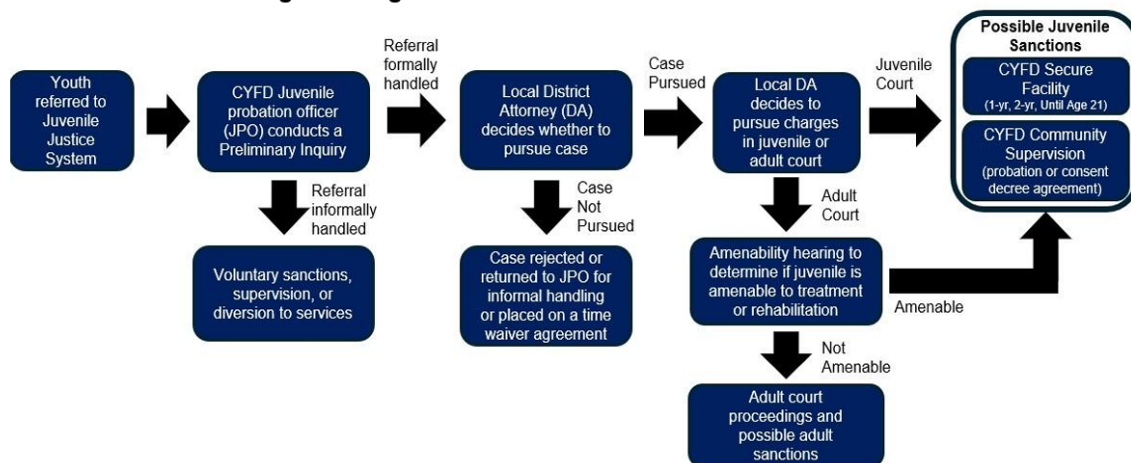 Youth
referred to
Juvenile
Justice
System
CYFD Juvenile
probation officer
(JPO) conducts a
Preliminary Inquiry
Referral
formally
handled
Referral
informally
handled
Voluntary sanctions,
supervision, or
diversion to services
Local District
Attorney (DA)
decides whether to
pursue case
Case
Pursued
Case
Not
Pursued
Case rejected or
returned to JPO for
informal handling
or placed on a time
waiver agreement
Local DA
decides to
pursue charges
in juvenile or
adult court
Juvenile
Court
Adult
Court
Amenability hearing to
determine if juvenile is
amenable to treatment
or rehabilitation
Amenable
Not
Amenable
Adult court
proceedings and
possible adult
sanctions
Possible Juvenile
Sanctions
CYFD Secure
Facility
(1-yr, 2-yr, Until Age 21)
CYFD Community
Supervision
(probation or consent
decree agreement)